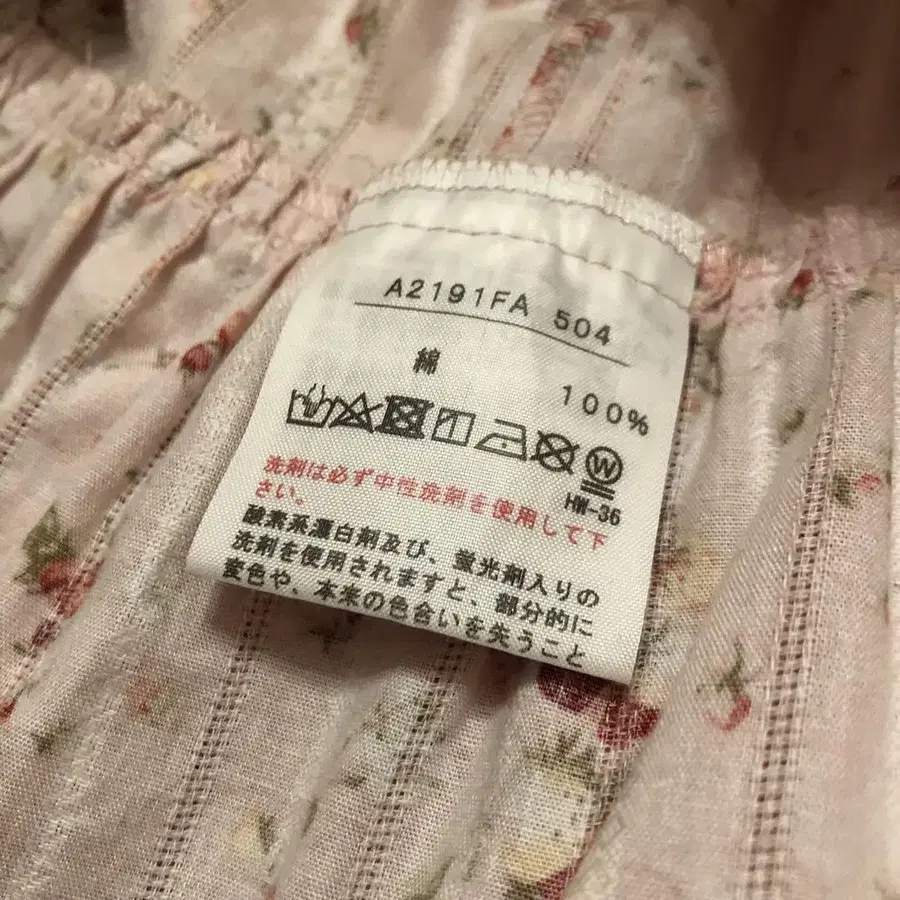 A2191FA 504
綿 100%
W
HW-36
洗剤は必ず中性洗剤を使用して下
さい。
酸素系漂白剤及び、蛍光剤入りの
洗剤を使用されますと、部分的に
変色や、本来の色合いを失うこと